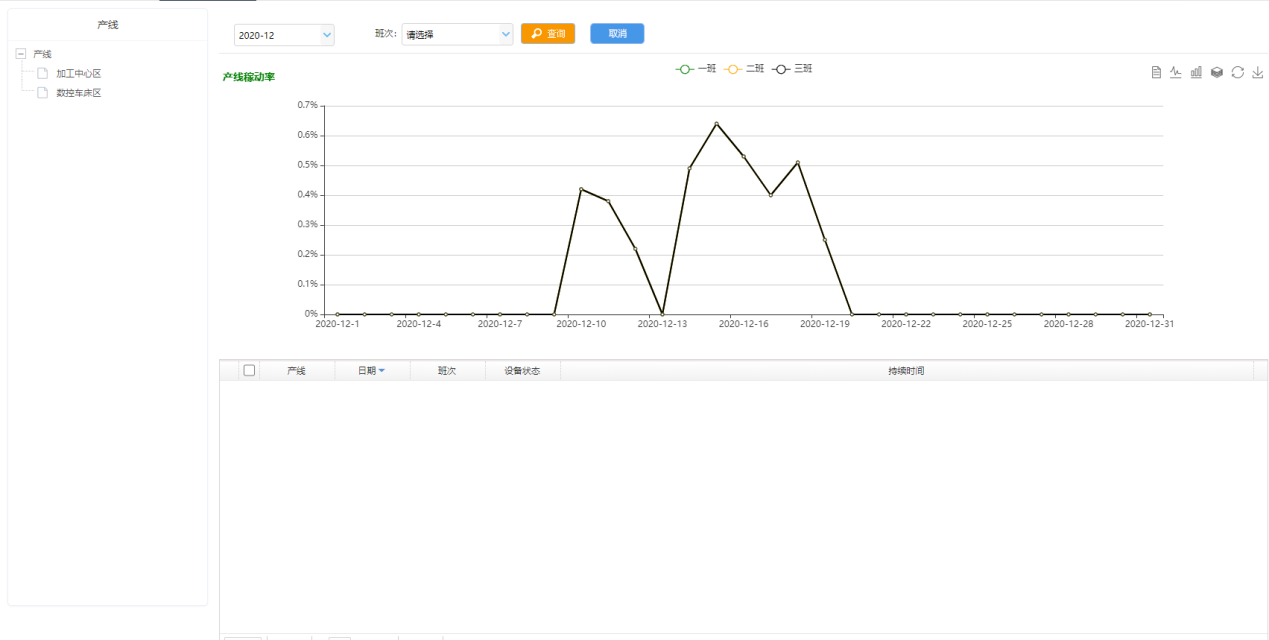 产线
产线
加工中心区
数控车床区
2020-12
班次:
请选择
查询
取消
产线稼动率
一班
二班
三班
0.7%
0.6%
0.5%
0.4%
0.3%
0.2%
0.1%
0%
2020-12-1
2020-12-4
2020-12-7
2020-12-10
2020-12-13
2020-12-16
2020-12-19
2020-12-22
2020-12-25
2020-12-28
2020-12-31
产线
日期
班次
设备状态
持续时间